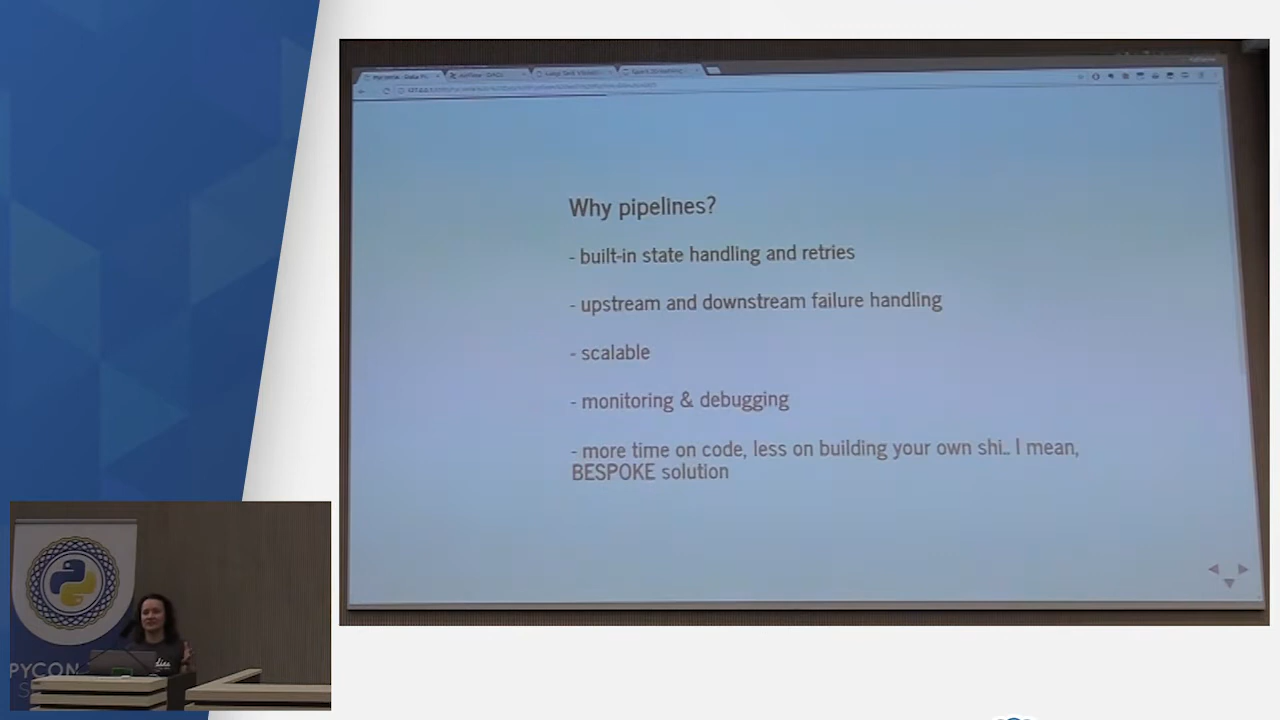 Why pipelines?
- built-in state handling and retries
- upstream and downstream failure handling
- scalable
- monitoring & debugging
- more time on code, less on building your own shi.. I mean,
BESPOKE solution
PYCON